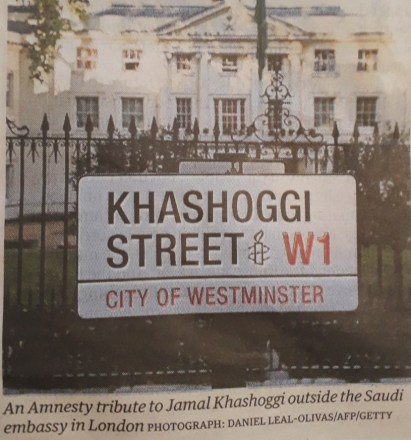 KHASHOGGI
STREET W1
CITY OF WESTMINSTER
An Amnesty tribute to Jamal Khashoggi outside the Saudi
embassy in London PHOTOGRAPH: DANIEL LEAL-OLIVAS/AFP/GETTY